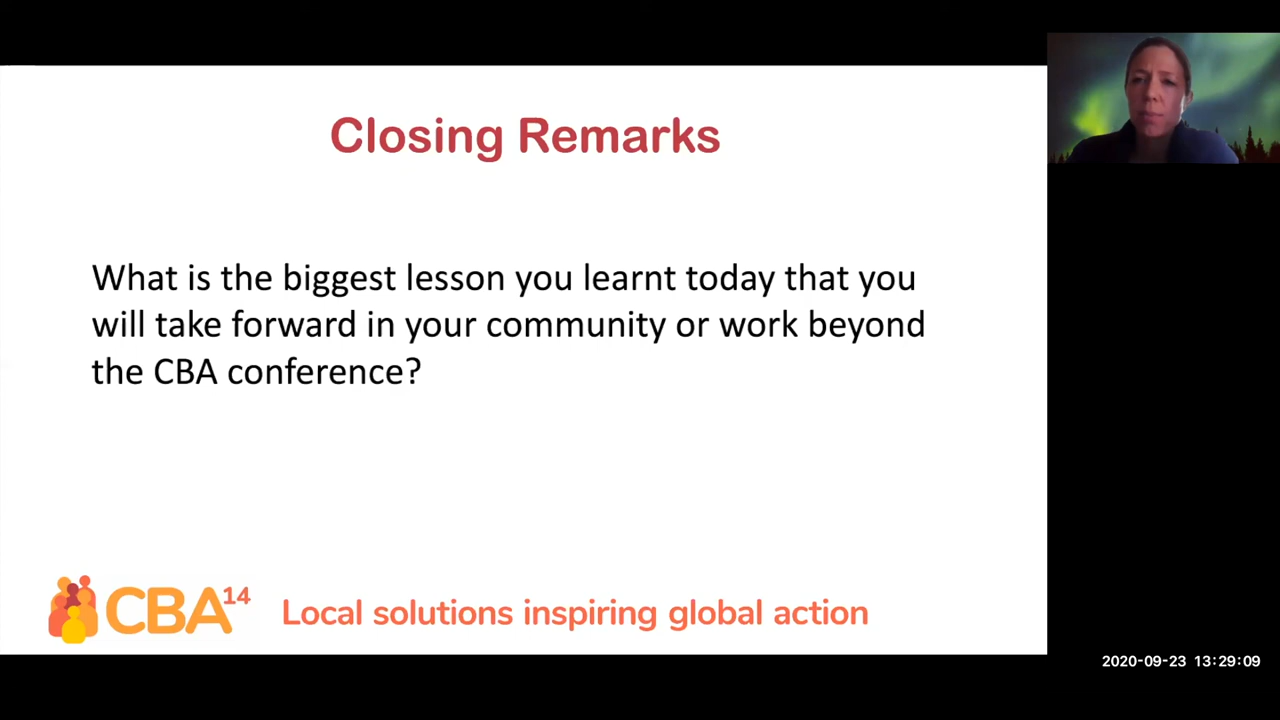 Closing Remarks
What is the biggest lesson you learnt today that you
will take forward in your community or work beyond
the CBA conference?
CBA14
Local solutions inspiring global action
2020-09-23 13:29:09